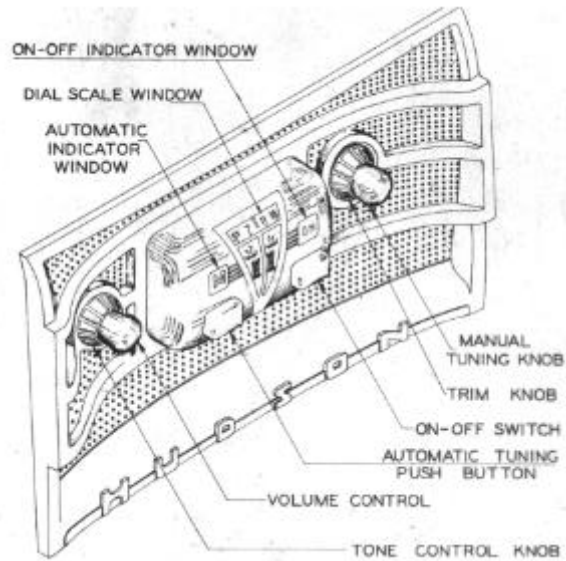 ON-OFF INDICATOR WINDOW
DIAL SCALE WINDOW
AUTOMATIC
INDICATOR
WINDOW
MANUAL
TUNING KNOB
TRIM KNOB
ON-OFF SWITCH
AUTOMATIC TUNING
PUSH BUTTON
VOLUME CONTROL
TONE CONTROL KNOB
HUDSON